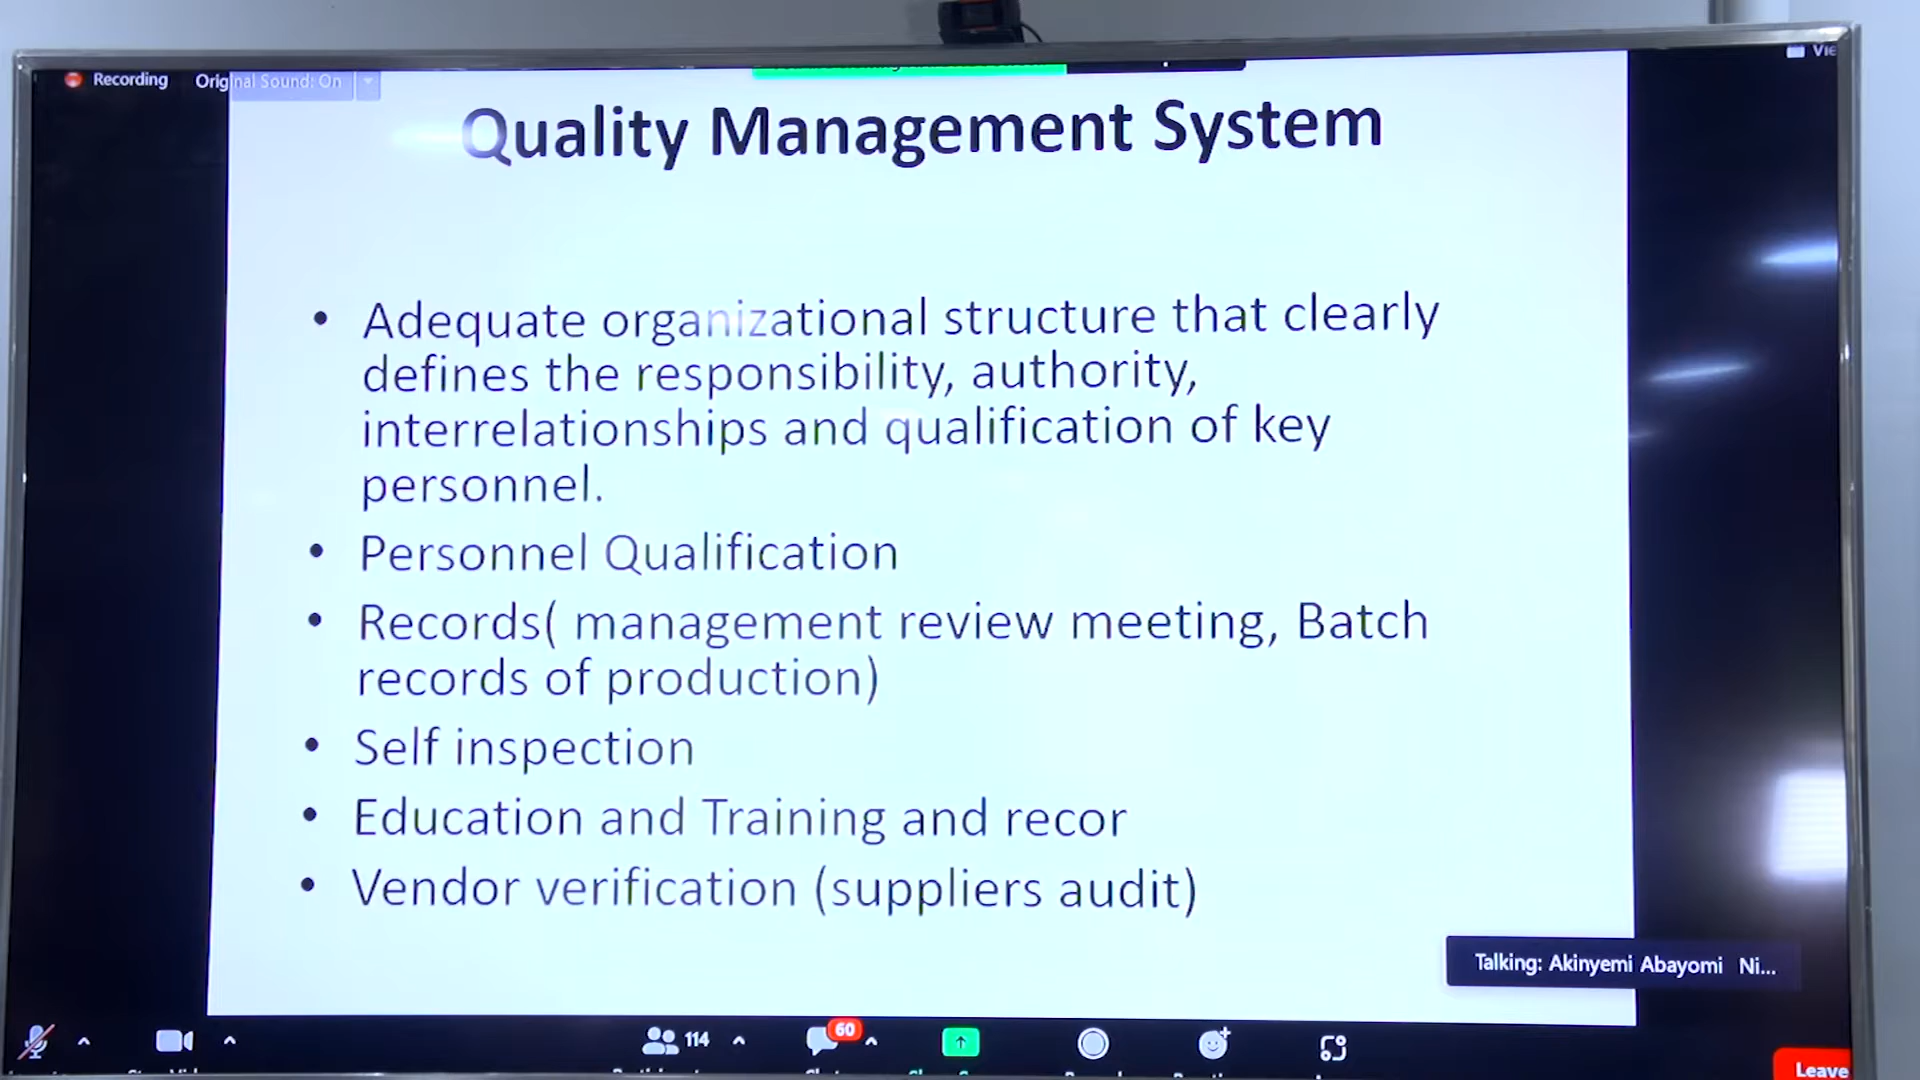 Recording Original Sound: On
Quality Management System
• Adequate organizational structure that clearly
defines the responsibility, authority,
interrelationships and qualification of key
personnel.
• Personnel Qualification
• Records( management review meeting, Batch
records of production)
• Self inspection
• Education and Training and recor
• Vendor verification (suppliers audit)
Talking: Akinyemi Abayomi Ni...
114 60
Leave